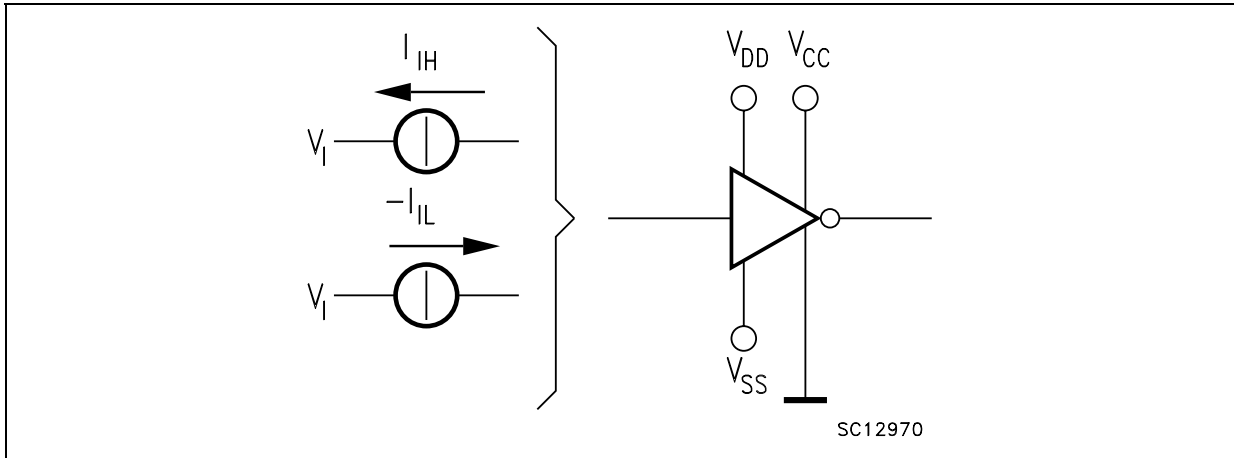 I_IH
V_I
–I_IL
V_I
V_DD
V_CC
V_SS
SC12970